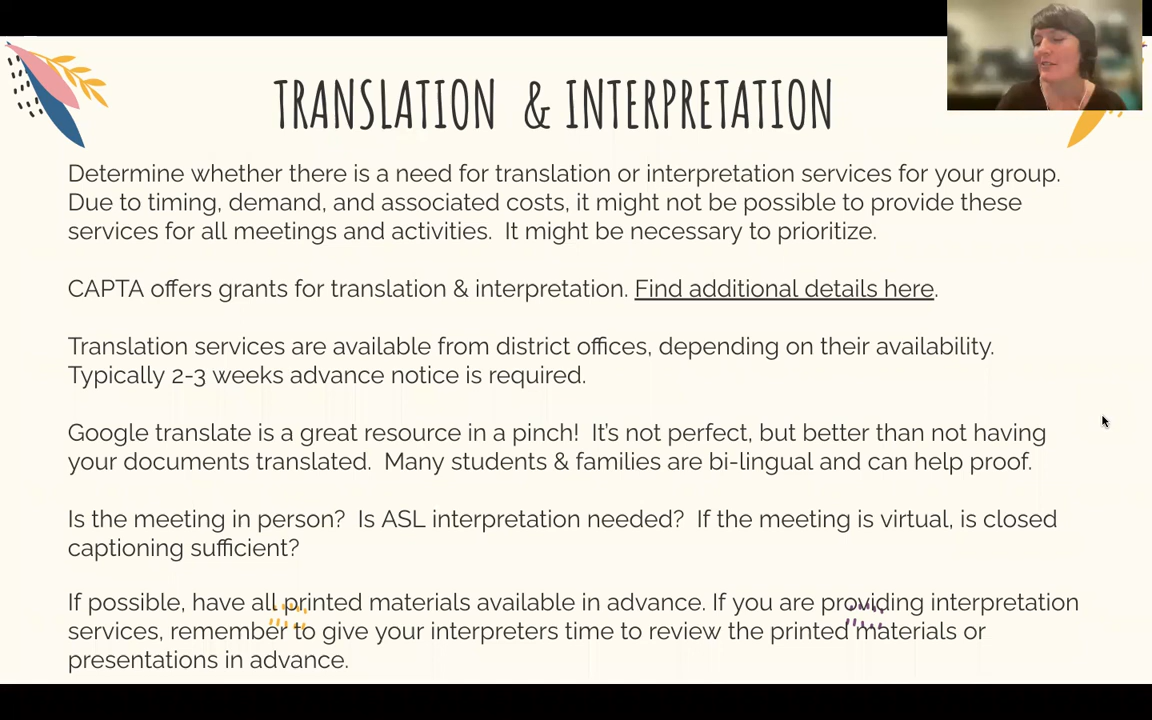 TRANSLATION & INTERPRETATION
Determine whether there is a need for translation or interpretation services for your group.
Due to timing, demand, and associated costs, it might not be possible to provide these
services for all meetings and activities. It might be necessary to prioritize.
CAPTA offers grants for translation & interpretation. Find additional details here.
Translation services are available from district offices, depending on their availability.
Typically 2-3 weeks advance notice is required.
Google translate is a great resource in a pinch! It's not perfect, but better than not having
your documents translated. Many students & families are bi-lingual and can help proof.
Is the meeting in person? Is ASL interpretation needed? If the meeting is virtual, is closed
captioning sufficient?
If possible, have all printed materials available in advance. If you are providing interpretation
services, remember to give your interpreters time to review the printed materials or
presentations in advance.